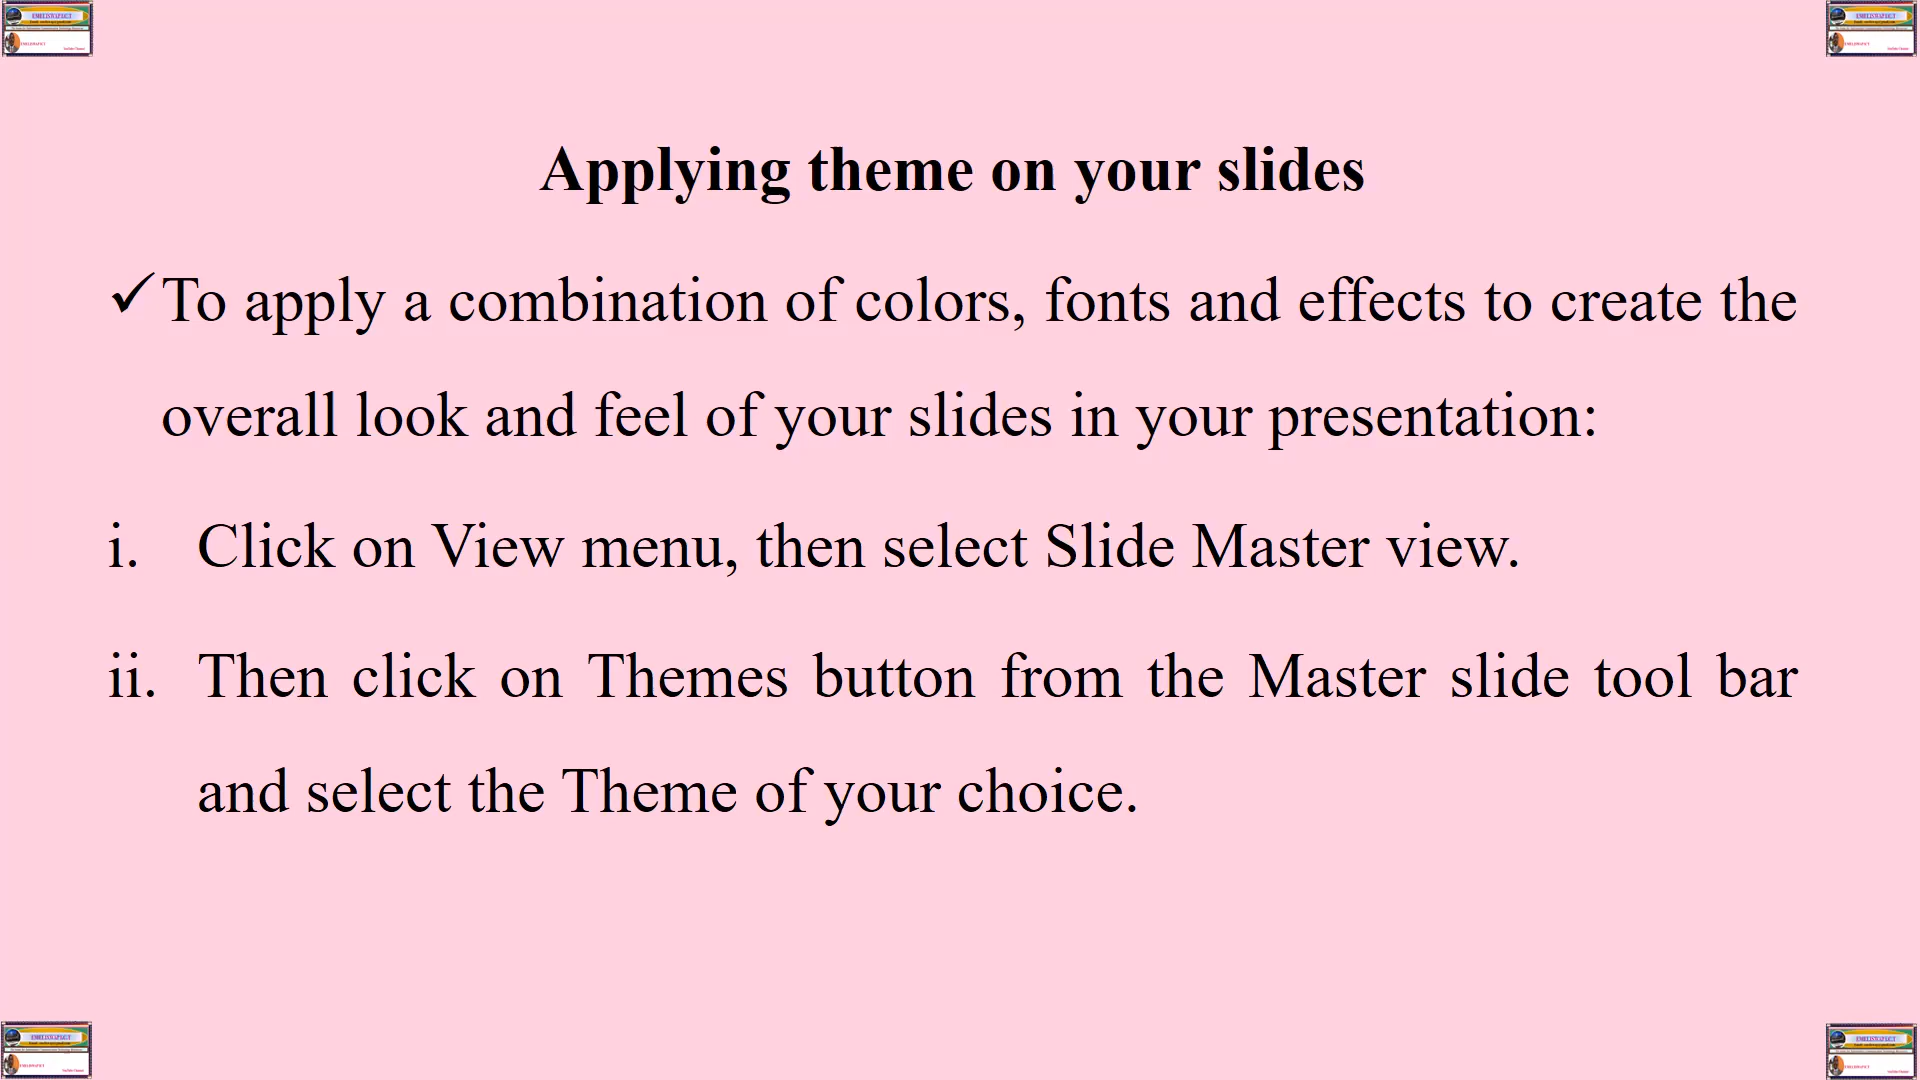 Applying theme on your slides
✓To apply a combination of colors, fonts and effects to create the
overall look and feel of your slides in your presentation:
i. Click on View menu, then select Slide Master view.
ii. Then click on Themes button from the Master slide tool bar
and select the Theme of your choice.